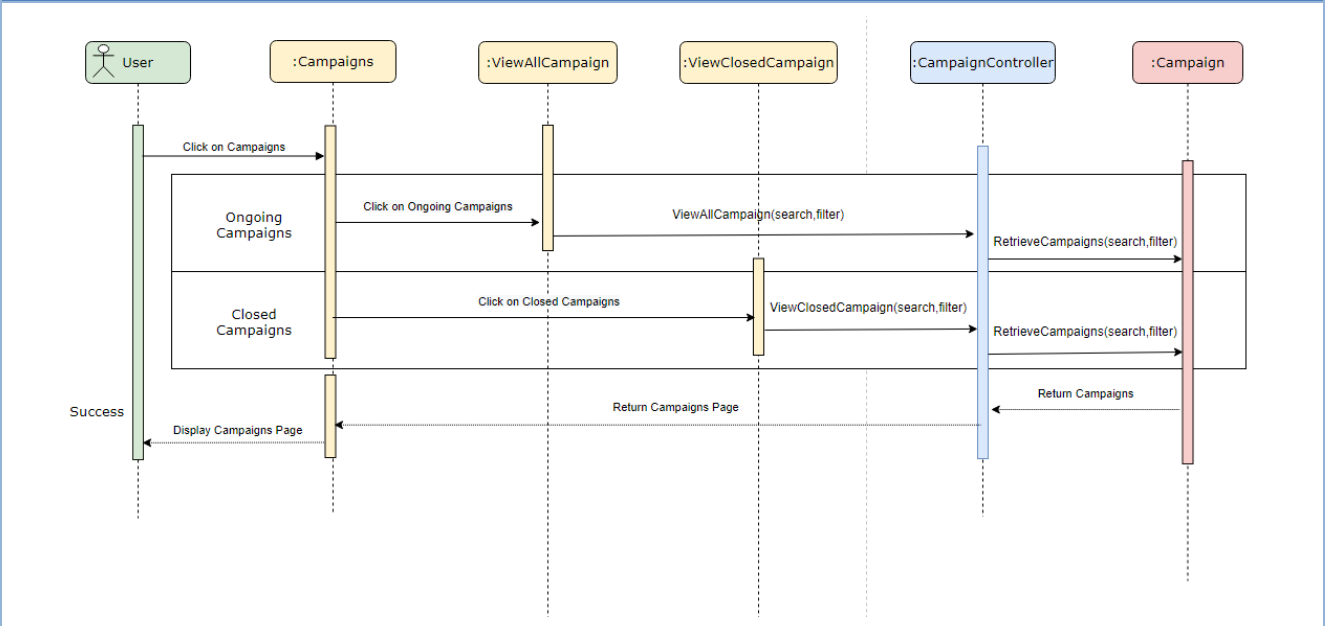 User
:Campaigns
:ViewAllCampaign
:ViewClosedCampaign
:CampaignController
:Campaign
Click on Campaigns
Ongoing
Campaigns
Click on Ongoing Campaigns
ViewAllCampaign(search,filter)
RetrieveCampaigns(search,filter)
Closed
Campaigns
Click on Closed Campaigns
ViewClosedCampaign(search,filter)
RetrieveCampaigns(search,filter)
Return Campaigns
Return Campaigns Page
Success
Display Campaigns Page